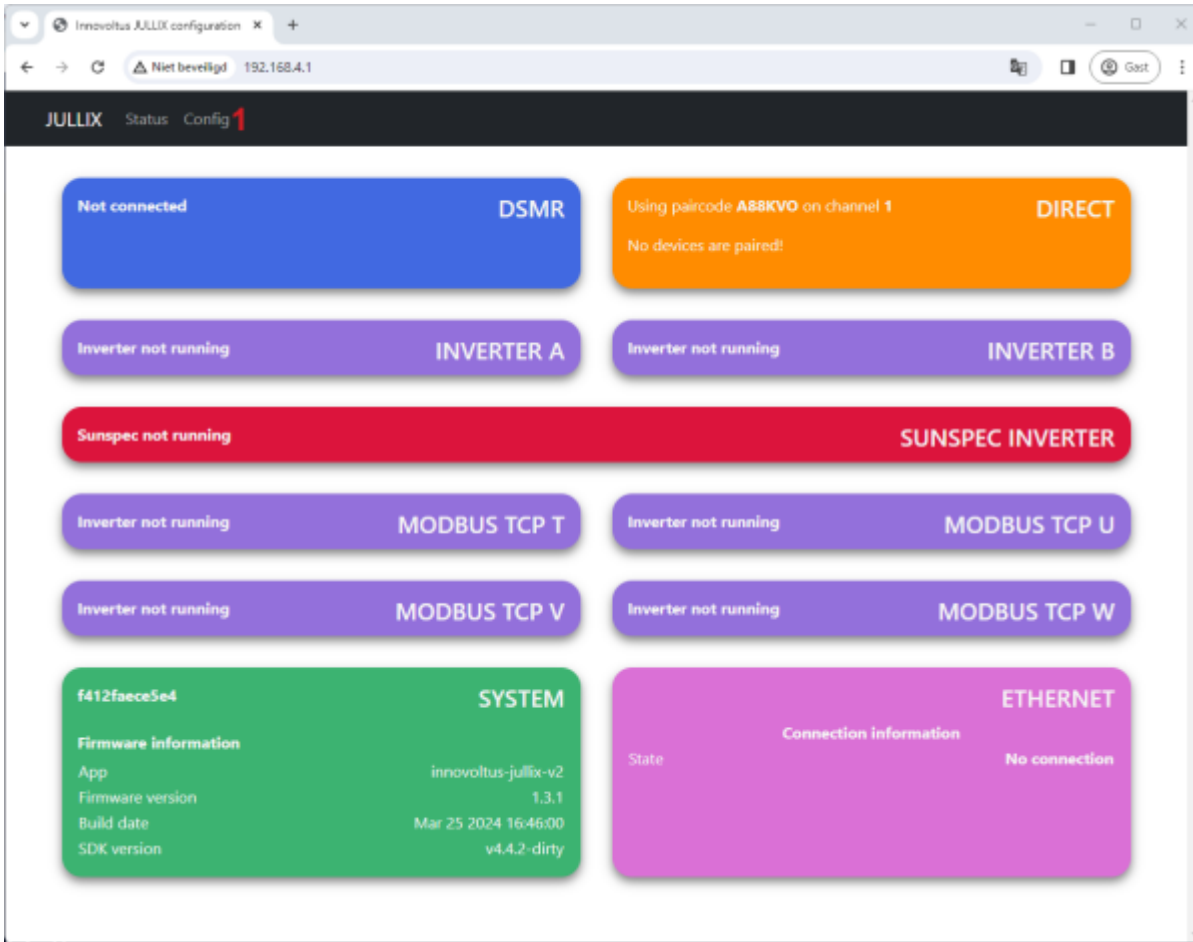 Innovoltus JULLIX configuration
Niet beveiligd 192.168.4.1 Gast
JULLIX Status Config 1
Not connected DSMR
Using paircode A88KVO on channel 1 DIRECT
No devices are paired!
Inverter not running INVERTER A
Inverter not running INVERTER B
Sunspec not running SUNSPEC INVERTER
Inverter not running MODBUS TCP T
Inverter not running MODBUS TCP U
Inverter not running MODBUS TCP V
Inverter not running MODBUS TCP W
f412faece5e4 SYSTEM
Firmware information
App innovoltus-jullix-v2
Firmware version 1.3.1
Build date Mar 25 2024 16:46:00
SDK version v4.4.2-dirty
ETHERNET
Connection information
State No connection